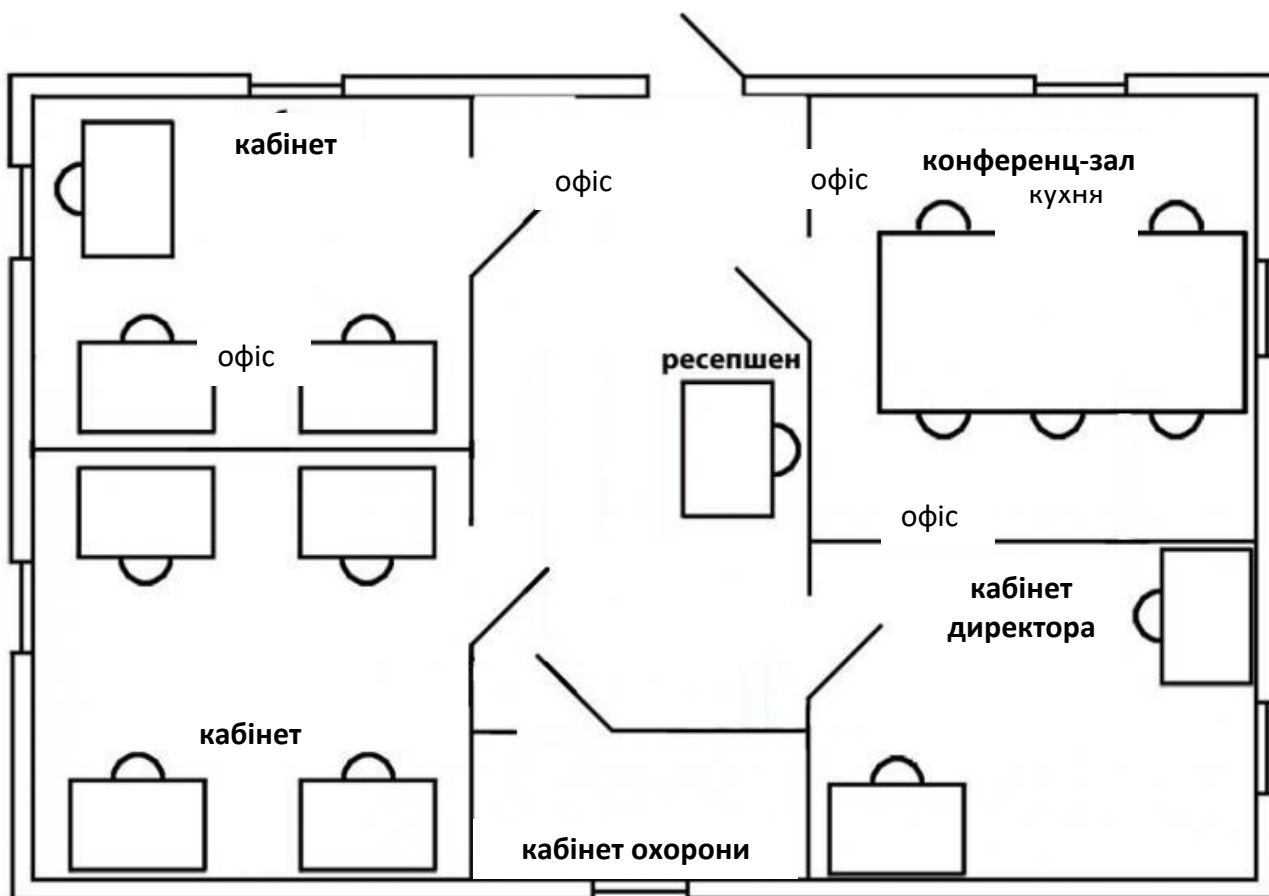 кабінет
офіс
офіс
конференц-зал
кухня
офіс
ресепшен
офіс
кабінет
директора
кабінет
кабінет охорони